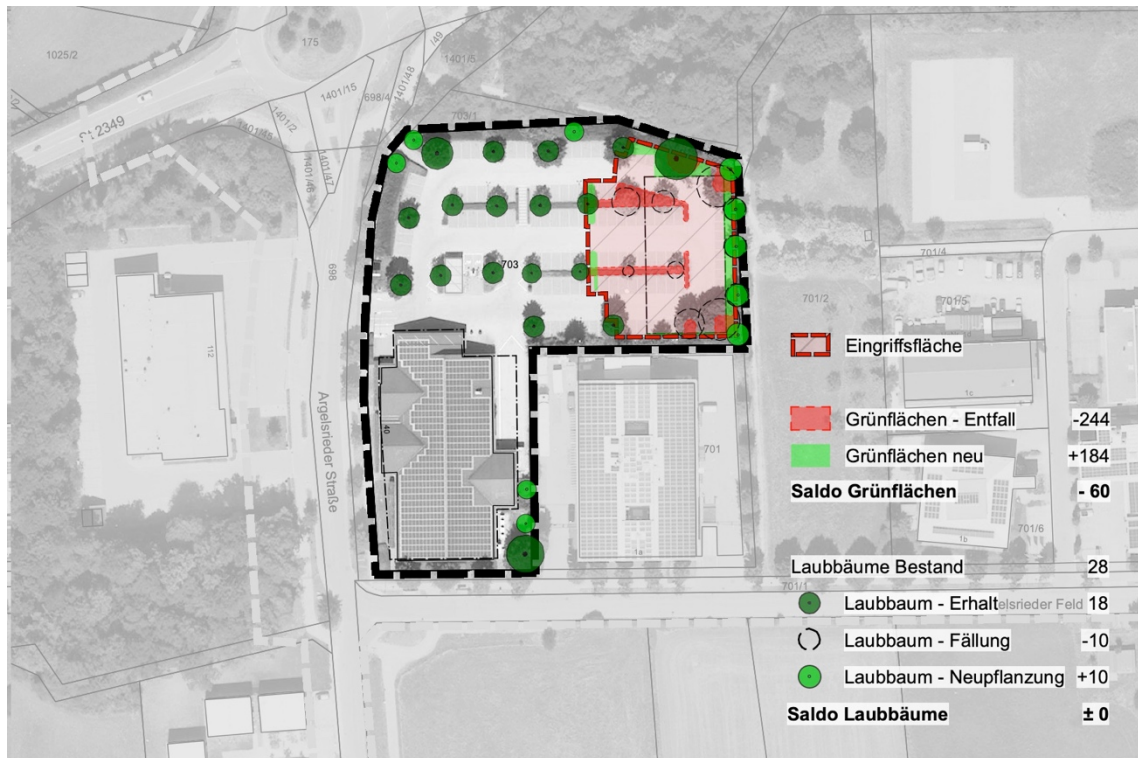 1025/2
175
/49
1401/5
1401/48
1401/15
698/4
1401/2
St 2349
1401/47
1401/46
703/1
698
703
701/4
701/2
701/5
Eingriffsfläche
112
1c
40
Argelsrieder Straße
Grünflächen - Entfall -244
Grünflächen neu +184
701
Saldo Grünflächen - 60
701/6
1b
Laubbäume Bestand 28
701/1
Laubbaum - Erhalt elsrieder Feld 18
Laubbaum - Fällung -10
Laubbaum - Neupflanzung +10
Saldo Laubbäume ± 0